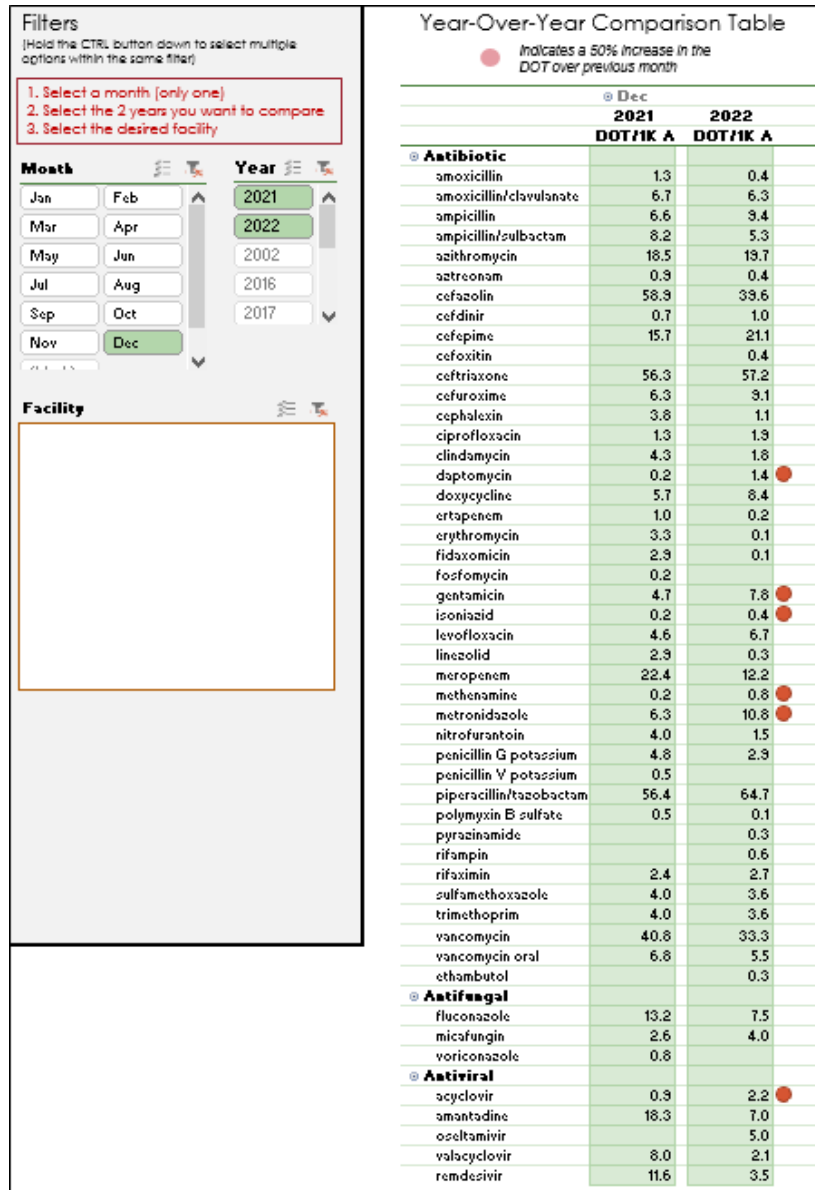 Filters
(Hold the CTRL button down to select multiple
options within the same filter)
1. Select a month (only one)
2. Select the 2 years you want to compare
3. Select the desired facility
Month
Jan Feb
Mar Apr
May Jun
Jul Aug
Sep Oct
Nov Dec
Year
2021
2022
2002
2016
2017
Facility
Year-Over-Year Comparison Table
Indicates a 50% increase in the
DOT over previous month
Dec
2021 2022
DOT/1K A DOT/1K A
Antibiotic
amoxicillin 1.3 0.4
amoxicillin/clavulanate 6.7 6.3
ampicillin 6.6 9.4
ampicillin/sulbactam 8.2 5.3
azithromycin 18.5 19.7
aztreonam 0.9 0.4
cefazolin 58.9 39.6
cefdinir 0.7 1.0
cefepime 15.7 21.1
cefoxitin 0.4
ceftriaxone 56.3 57.2
cefuroxime 6.3 9.1
cephalexin 3.8 1.1
ciprofloxacin 1.3 1.9
clindamycin 4.3 1.8
daptomycin 0.2 1.4
doxycycline 5.7 8.4
ertapenem 1.0 0.2
erythromycin 3.3 0.1
fidaxomicin 2.9 0.1
fosfomycin 0.2
gentamicin 4.7 7.8
isoniazid 0.2 0.4
levofloxacin 4.6 6.7
linezolid 2.9 0.3
meropenem 22.4 12.2
methenamine 0.2 0.8
metronidazole 6.3 10.8
nitrofurantoin 4.0 1.5
penicillin G potassium 4.8 2.9
penicillin V potassium 0.5
piperacillin/tazobactam 56.4 64.7
polymyxin B sulfate 0.5 0.1
pyrazinamide 0.3
rifampin 0.6
rifaximin 2.4 2.7
sulfamethoxazole 4.0 3.6
trimethoprim 4.0 3.6
vancomycin 40.8 33.3
vancomycin oral 6.8 5.5
ethambutol 0.3
Antifungal
fluconazole 13.2 7.5
micafungin 2.6 4.0
voriconazole 0.8
Antiviral
acyclovir 0.9 2.2
amantadine 18.3 7.0
oseltamivir 5.0
valacyclovir 8.0 2.1
remdesivir 11.6 3.5